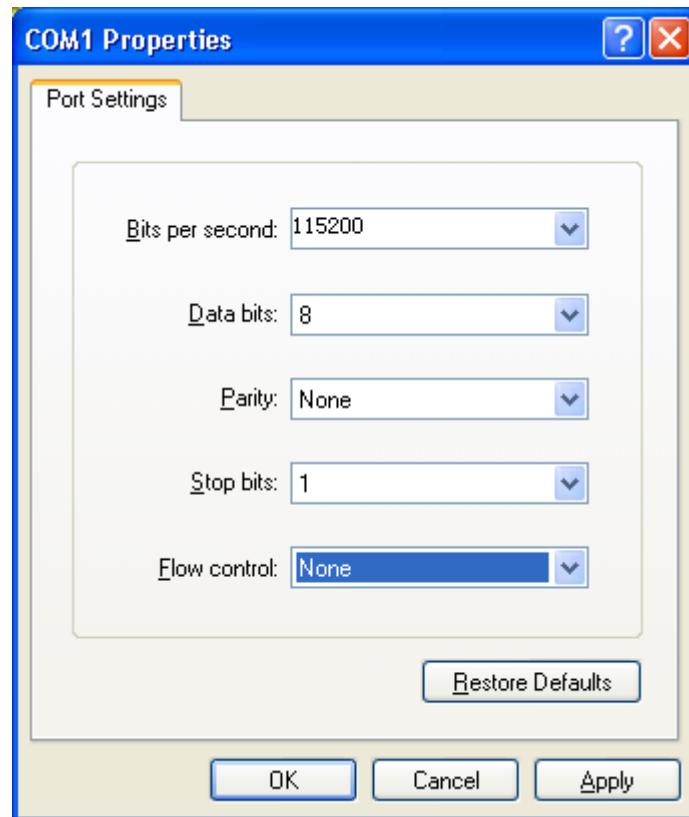 COM1 Properties
Port Settings
Bits per second: 115200
Data bits: 8
Parity: None
Stop bits: 1
Flow control: None
Restore Defaults
OK Cancel Apply